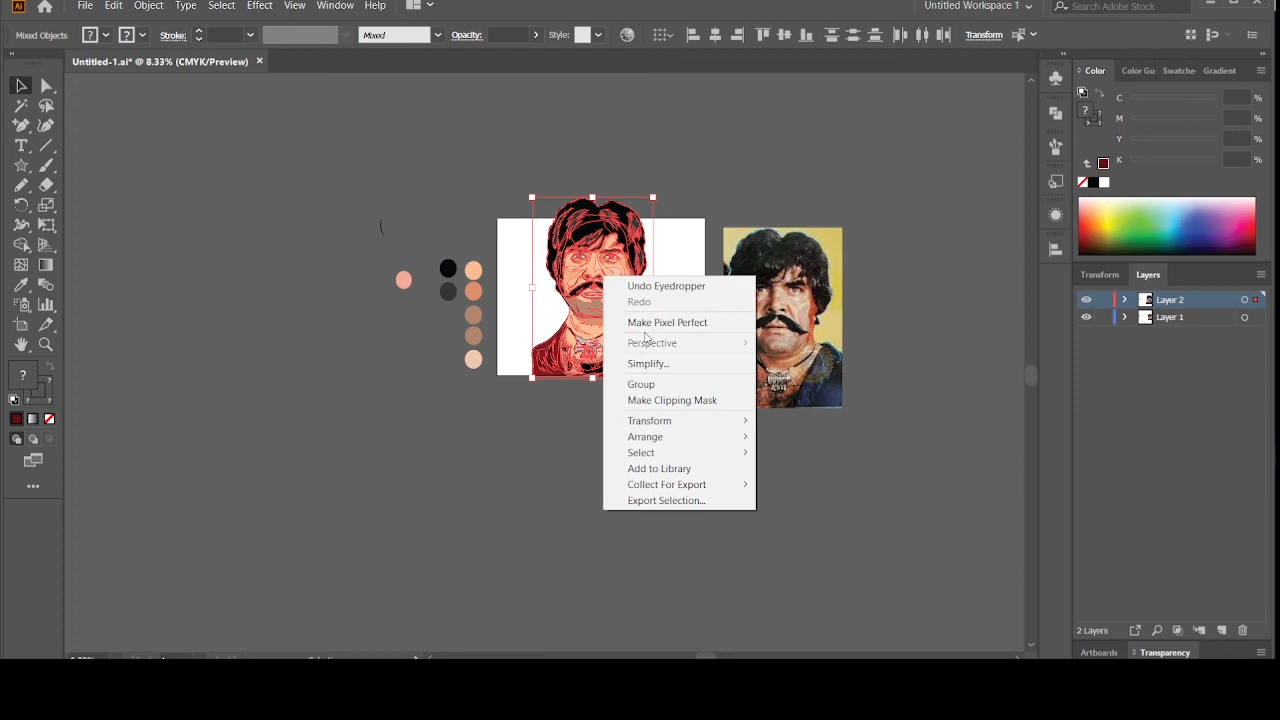 Ai File Edit Object Type Select Effect View Window Help Untitled Workspace 1 Search Adobe Stock
Mixed Objects ? ? Stroke: Mixed Opacity: Style: Transform
Untitled-1.ai* @ 8.33% (CMYK/Preview) ×
Color Color Gu Swatche Gradient
C %
M %
Y %
K %
?
?
Undo Eyedropper
Redo
Make Pixel Perfect
Perspective
Simplify...
Group
Make Clipping Mask
Transform
Arrange
Select
Add to Library
Collect For Export
Export Selection...
Transform Layers
Layer 2
Layer 1
2 Layers
Artboards Transparency